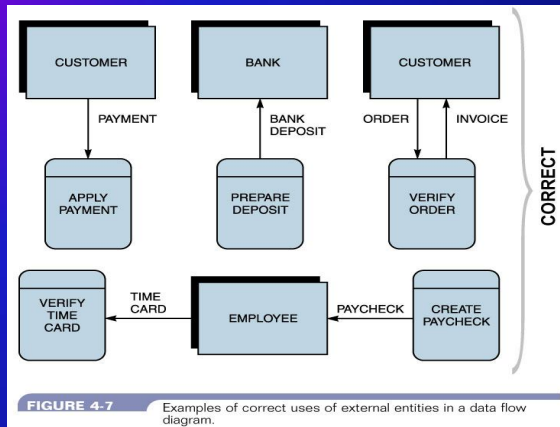 CUSTOMER
BANK
CUSTOMER
PAYMENT
BANK
DEPOSIT
ORDER
INVOICE
APPLY
PAYMENT
PREPARE
DEPOSIT
VERIFY
ORDER
CORRECT
VERIFY
TIME
CARD
TIME
CARD
EMPLOYEE
PAYCHECK
CREATE
PAYCHECK
FIGURE 4-7
Examples of correct uses of external entities in a data flow
diagram.